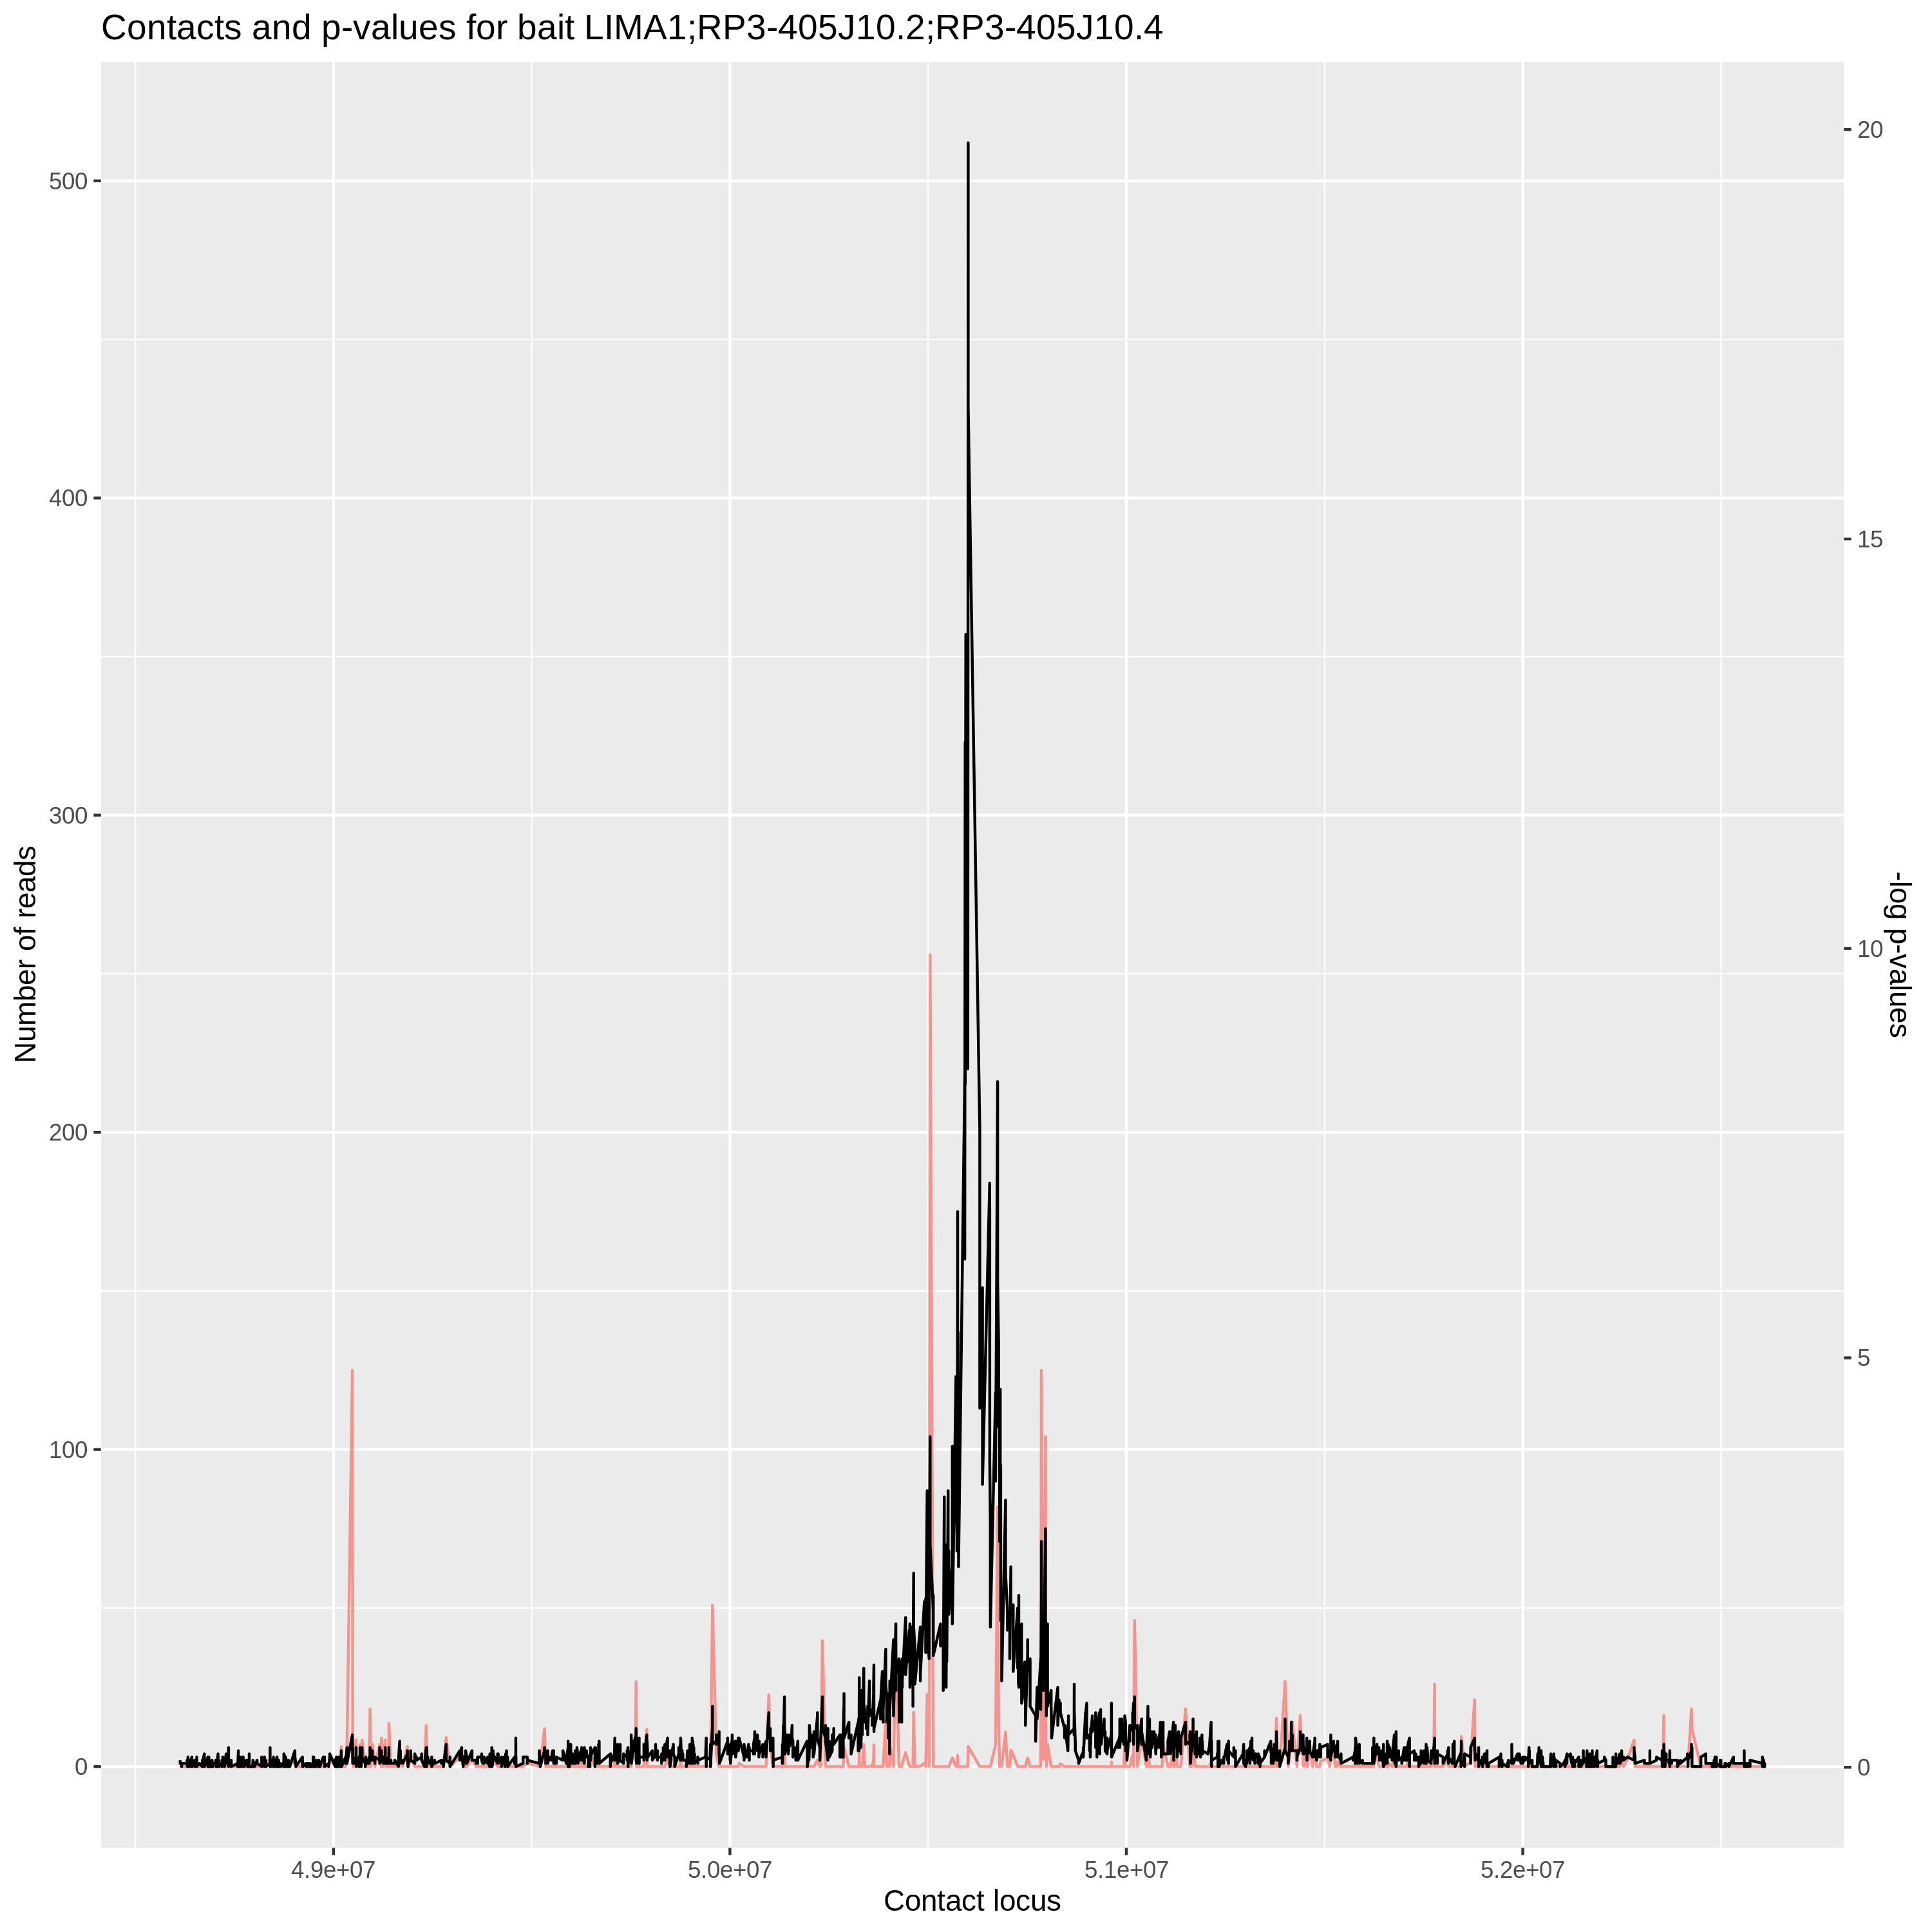 Contacts and p-values for bait LIMA1;RP3-405J10.2;RP3-405J10.4
500
400
300
200
100
0
Number of reads
20
15
10
5
0
-log p-values
4.9e+07
5.0e+07
5.1e+07
5.2e+07
Contact locus